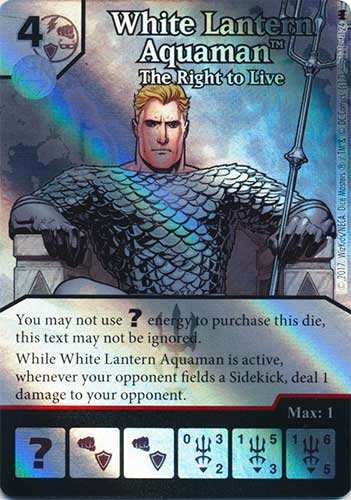 4
White Lantern
Aquaman™
The Right to Live
You may not use ? energy to purchase this die,
this text may not be ignored.
While White Lantern Aquaman is active,
whenever your opponent fields a Sidekick, deal 1
damage to your opponent.
Max: 1
?
0 3
2
1 5
5
1 6
5